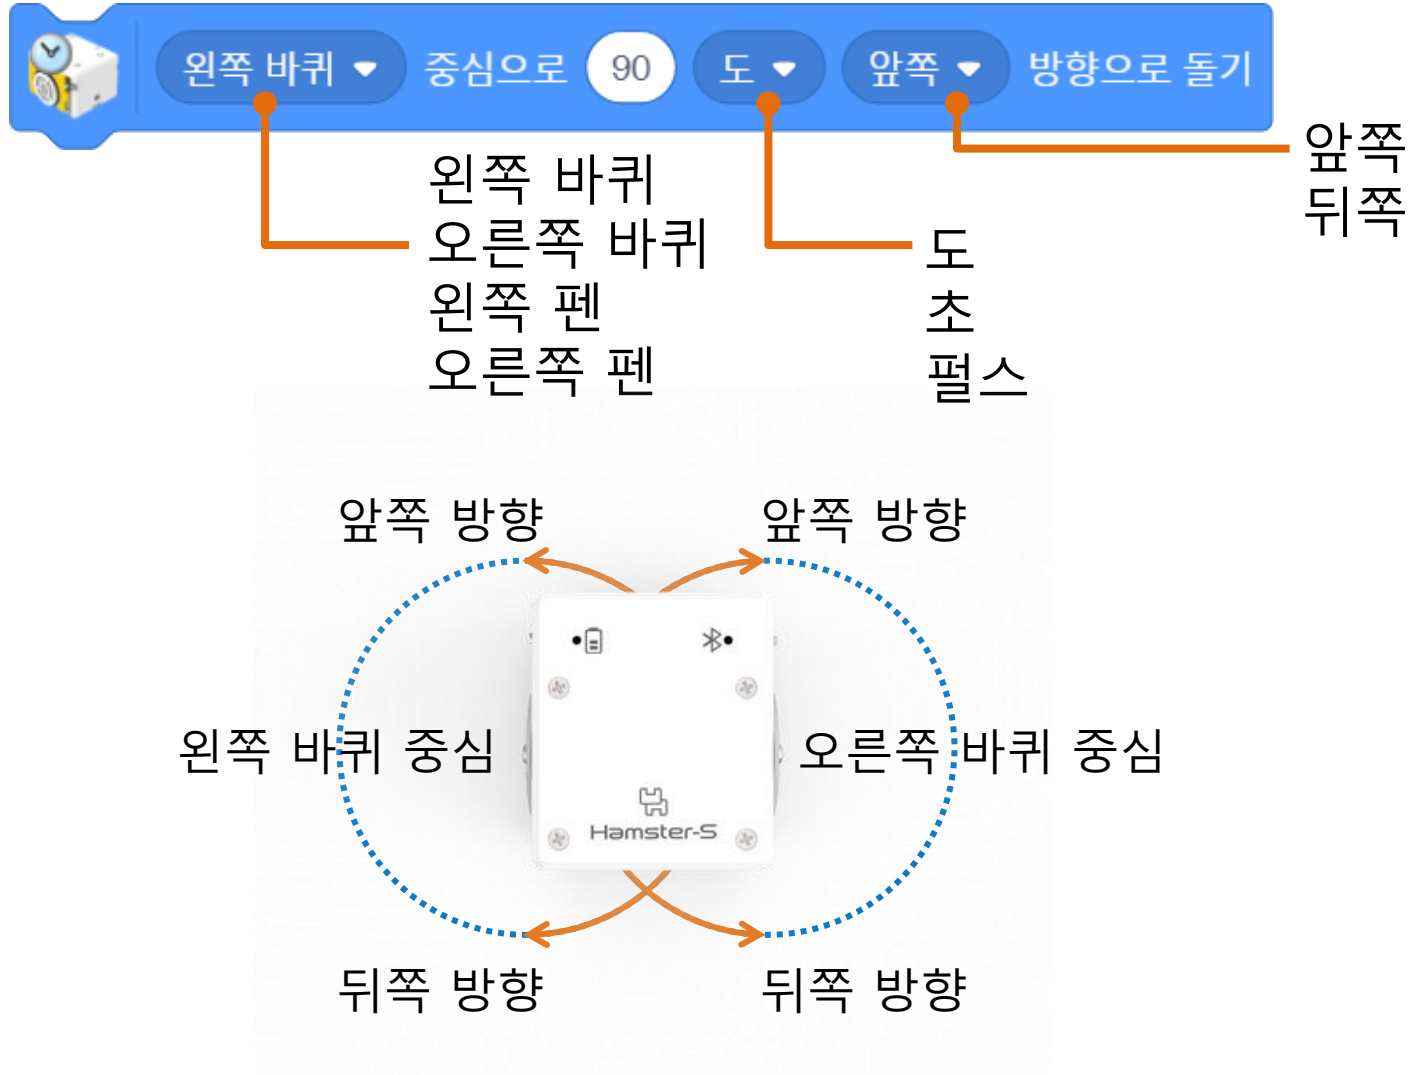 왼쪽 바퀴 중심으로 90 도 앞쪽 방향으로 돌기
앞쪽
뒤쪽
왼쪽 바퀴
오른쪽 바퀴
왼쪽 펜
오른쪽 펜
도
초
펄스
앞쪽 방향 앞쪽 방향
왼쪽 바퀴 중심 오른쪽 바퀴 중심
Hamster-S
뒤쪽 방향 뒤쪽 방향